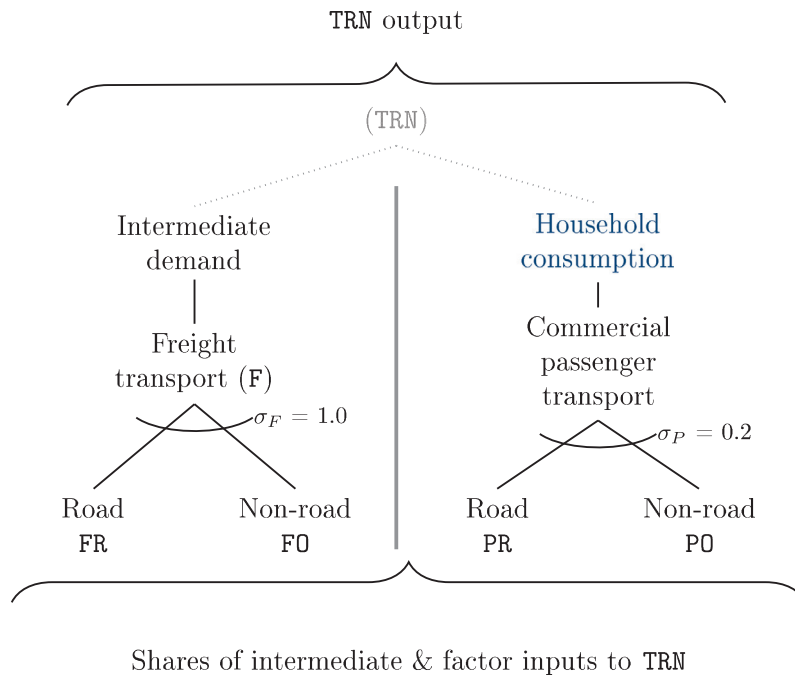 TRN output
(TRN)
Intermediate
demand
Freight
transport (F)
σF = 1.0
Road
FR
Non-road
FO
Household
consumption
Commercial
passenger
transport
σP = 0.2
Road
PR
Non-road
PO
Shares of intermediate & factor inputs to TRN